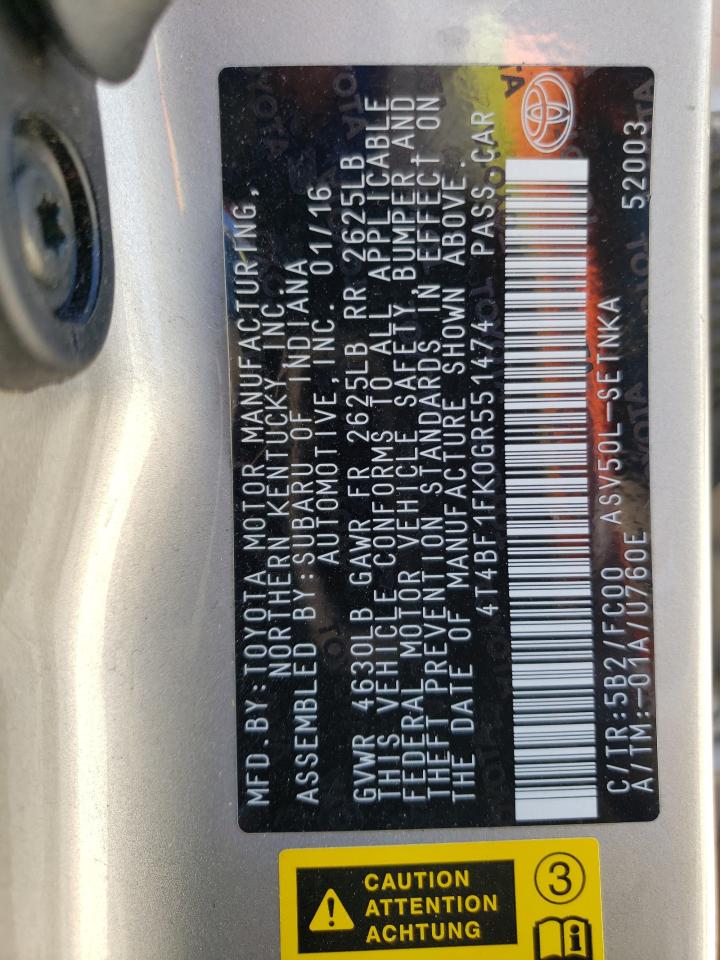 MFD.BY:TOYOTA MOTOR MANUFACTURING,
NORTHERN KENTUCKY INC.
ASSEMBLED BY:SUBARU OF INDIANA
AUTOMOTIVE, INC. 01/16
GVWR 4630LB GAWR FR 2625LB RR 2625LB
THIS VEHICLE CONFORMS TO ALL APPLICABLE
FEDERAL MOTOR VEHICLE SAFETY, BUMPER AND
THEFT PREVENTION STANDARDS IN EFFECT ON
THE DATE OF MANUFACTURE SHOWN ABOVE.
4T4BF1FK0GR551474 PASS.CAR
C/TR:5B2/FC00 ASV50L-SETNKA 52003
A/TM:-01A/U760E
CAUTION
ATTENTION
ACHTUNG
3